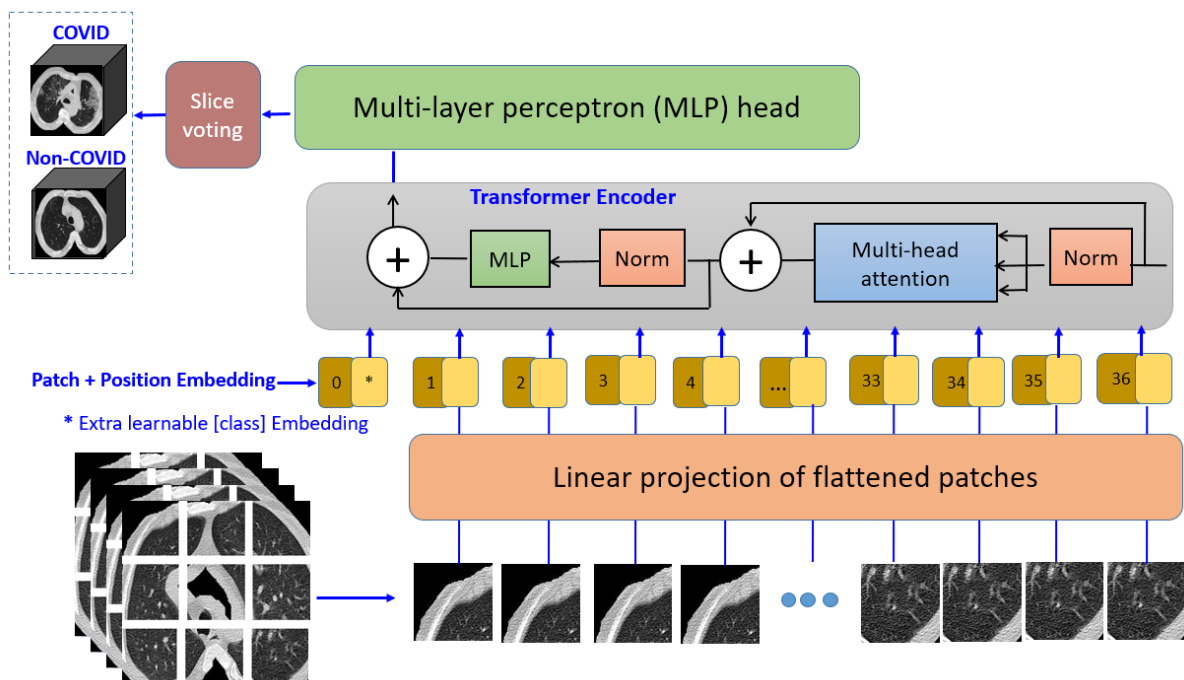 COVID
Non-COVID
Slice
voting
Multi-layer perceptron (MLP) head
Transformer Encoder
+
MLP
Norm
+
Multi-head
attention
Norm
Patch + Position Embedding
0 *
1
2
3
4
...
33
34
35
36
* Extra learnable [class] Embedding
Linear projection of flattened patches